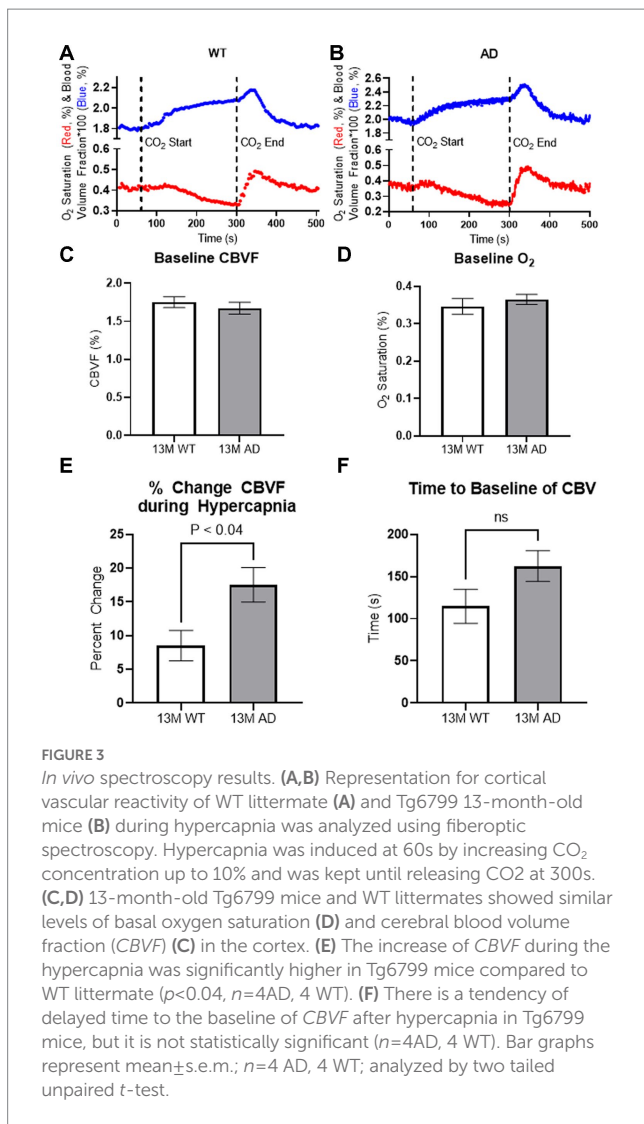 A
WT
B
AD
O2 Saturation (Red, %) & Blood
Volume Fraction*100 (Blue, %)
2.4
2.1
1.8
0.4
0.3
CO2 Start
CO2 End
0 100 200 300 400 500
Time (s)
O2 Saturation (Red, %) & Blood
Volume Fraction*100 (Blue, %)
2.6
2.4
2.2
2.0
1.8
0.5
0.4
0.3
0.2
CO2 Start
CO2 End
0 100 200 300 400 500
Time (s)
C
Baseline CBVF
CBVF (%)
2.0
1.5
1.0
0.5
0.0
13M WT 13M AD
D
Baseline O2
O2 Saturation (%)
0.4
0.3
0.2
0.1
0.0
13M WT 13M AD
E
% Change CBVF
during Hypercapnia
P < 0.04
Percent Change
25
20
15
10
5
0
13M WT 13M AD
F
Time to Baseline of CBV
ns
Time (s)
200
150
100
50
0
13M WT 13M AD
FIGURE 3
In vivo spectroscopy results. (A,B) Representation for cortical
vascular reactivity of WT littermate (A) and Tg6799 13-month-old
mice (B) during hypercapnia was analyzed using fiberoptic
spectroscopy. Hypercapnia was induced at 60s by increasing CO2
concentration up to 10% and was kept until releasing CO2 at 300s.
(C,D) 13-month-old Tg6799 mice and WT littermates showed similar
levels of basal oxygen saturation (D) and cerebral blood volume
fraction (CBVF) (C) in the cortex. (E) The increase of CBVF during the
hypercapnia was significantly higher in Tg6799 mice compared to
WT littermate (p<0.04, n=4AD, 4 WT). (F) There is a tendency of
delayed time to the baseline of CBVF after hypercapnia in Tg6799
mice, but it is not statistically significant (n=4AD, 4 WT). Bar graphs
represent mean±s.e.m.; n=4 AD, 4 WT; analyzed by two tailed
unpaired t-test.